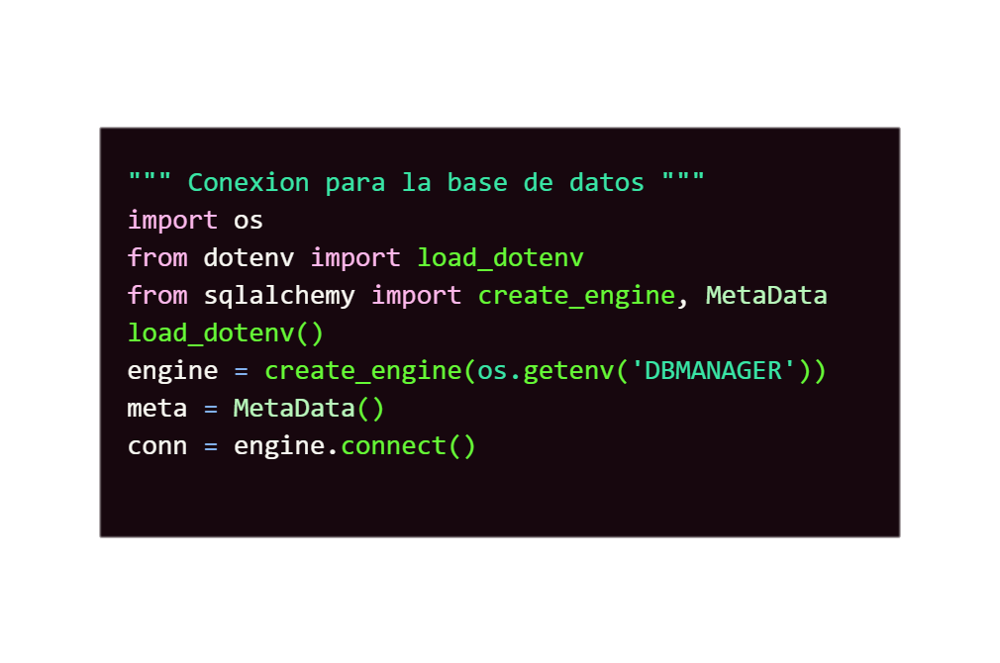 """ Conexion para la base de datos """
import os
from dotenv import load_dotenv
from sqlalchemy import create_engine, MetaData
load_dotenv()
engine = create_engine(os.getenv('DBMANAGER'))
meta = MetaData()
conn = engine.connect()